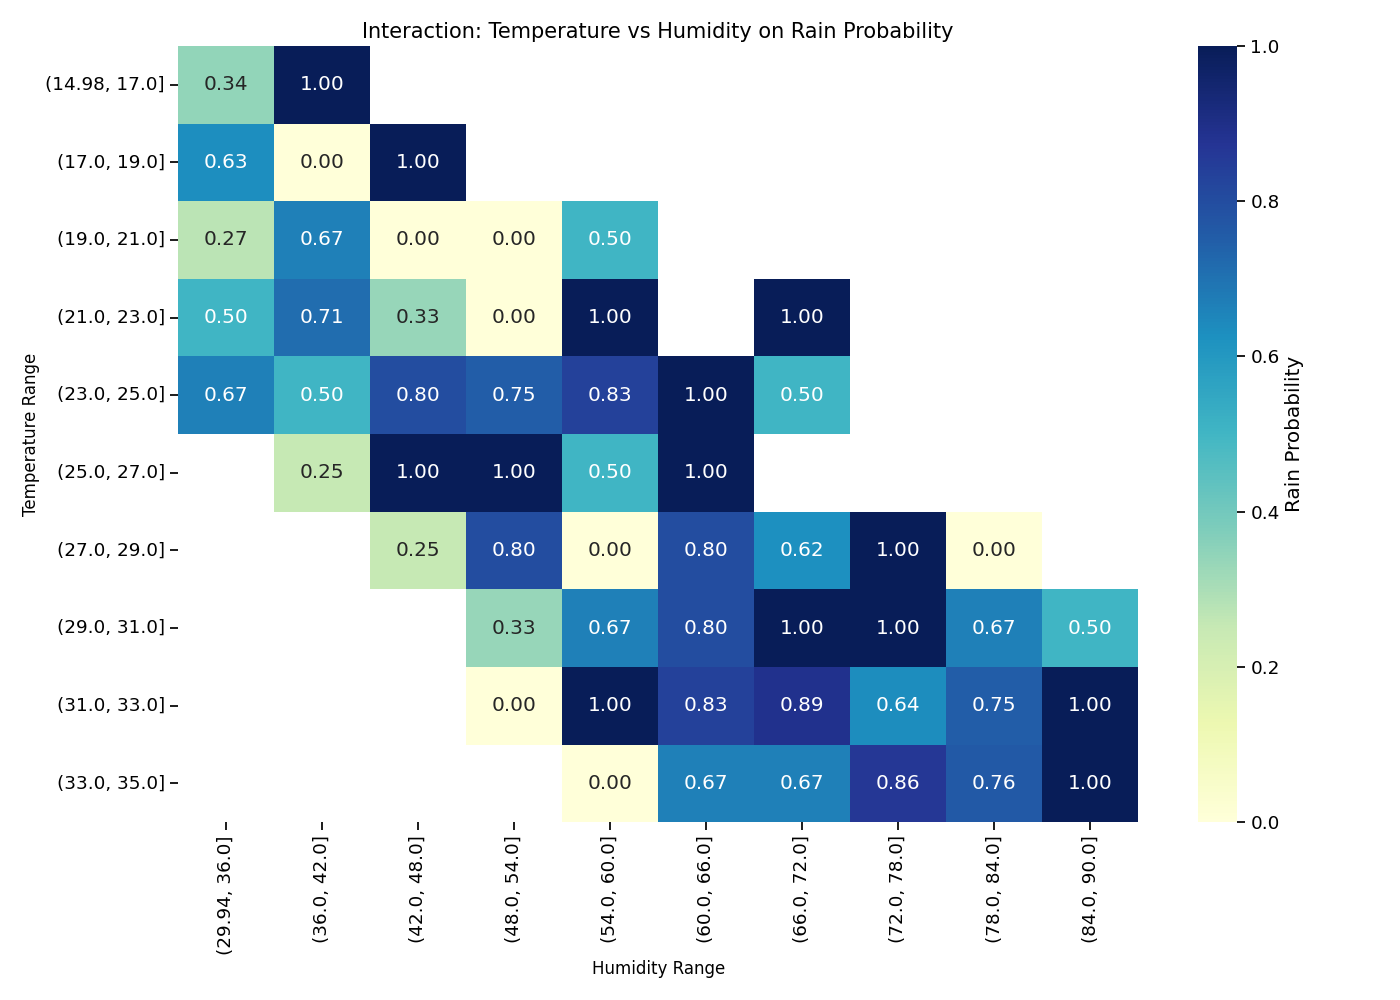 Interaction: Temperature vs Humidity on Rain Probability
(14.98, 17.0] 0.34 1.00
(17.0, 19.0] 0.63 0.00 1.00
(19.0, 21.0] 0.27 0.67 0.00 0.00 0.50
(21.0, 23.0] 0.50 0.71 0.33 0.00 1.00 1.00
(23.0, 25.0] 0.67 0.50 0.80 0.75 0.83 1.00 0.50
(25.0, 27.0] 0.25 1.00 1.00 0.50 1.00
(27.0, 29.0] 0.25 0.80 0.00 0.80 0.62 1.00 0.00
(29.0, 31.0] 0.33 0.67 0.80 1.00 1.00 0.67 0.50
(31.0, 33.0] 0.00 1.00 0.83 0.89 0.64 0.75 1.00
(33.0, 35.0] 0.00 0.67 0.67 0.86 0.76 1.00
Temperature Range
(29.94, 36.0]
(36.0, 42.0]
(42.0, 48.0]
(48.0, 54.0]
(54.0, 60.0]
(60.0, 66.0]
(66.0, 72.0]
(72.0, 78.0]
(78.0, 84.0]
(84.0, 90.0]
Humidity Range
1.0
0.8
0.6
0.4
0.2
0.0
Rain Probability